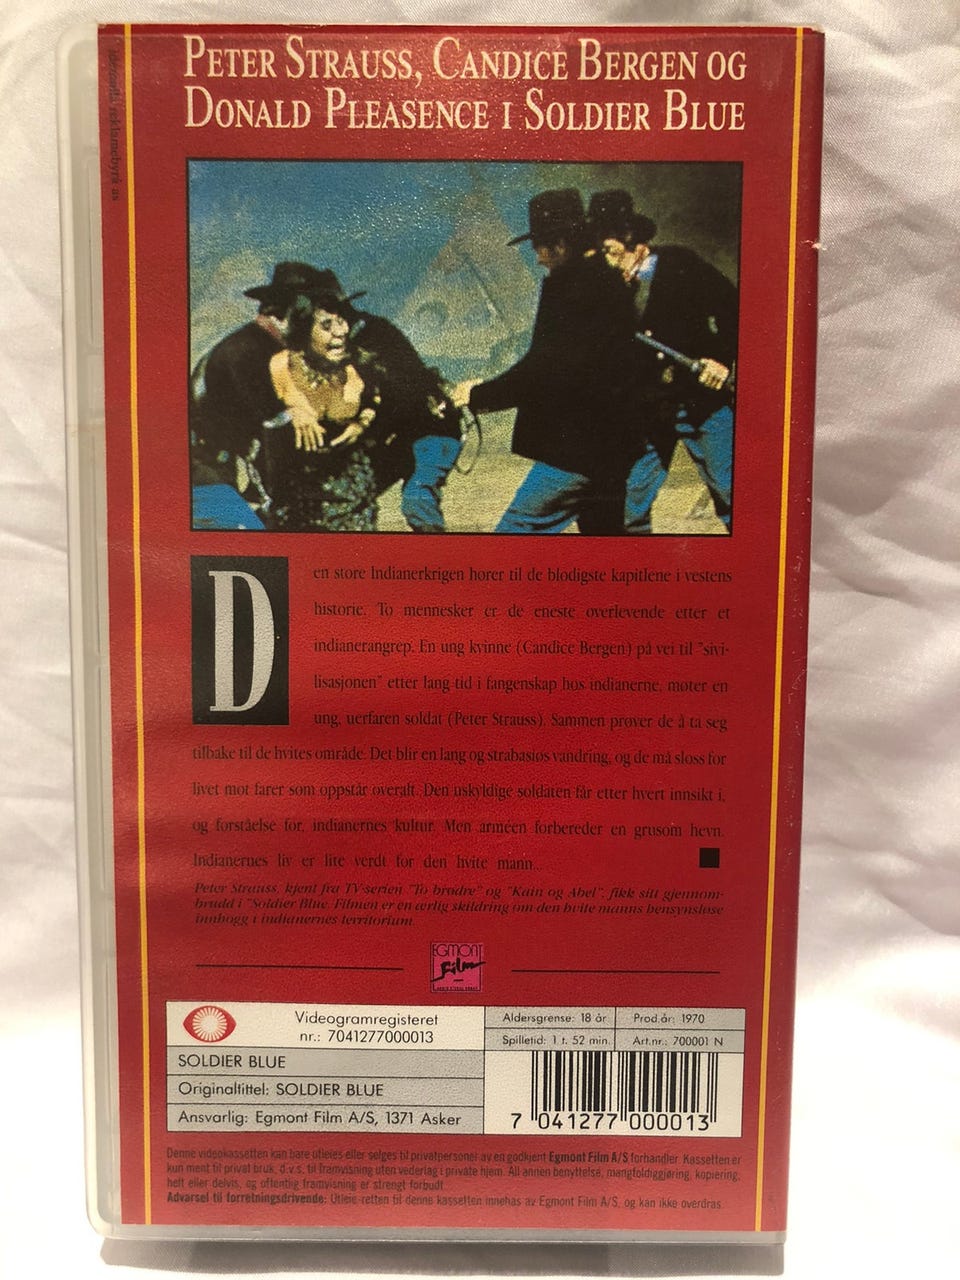 PETER STRAUSS, CANDICE BERGEN OG
DONALD PLEASENCE I SOLDIER BLUE
reklamebyrå as
Den store Indianerkrigen hører til de blodigste kapitlene i vestens
historie. To mennesker er de eneste overlevende etter et
indianerangrep. En ung kvinne (Candice Bergen) på vei til "sivi-
lisasjonen" etter lang tid i fangenskap hos indianerne, møter en
ung, uerfaren soldat (Peter Strauss). Sammen prøver de å ta seg
tilbake til de hvites område. Det blir en lang og strabasiøs vandring, og de må sloss for
livet mot farer som oppstår overalt. Den uskyldige soldaten får etter hvert innsikt i,
og forståelse for, indianernes kultur. Men arméen forbereder en grusom hevn.
Indianernes liv er lite verdt for den hvite mann...
Peter Strauss, kjent fra TV-serien "To brødre" og "Kain og Abel", fikk sitt gjennom-
brudd i "Soldier Blue. Filmen er en ærlig skildring om den hvite manns hensynsløse
innhogg i indianernes territorium.
EGMONT
Film
Videogramregisteret
nr.: 7041277000013
Aldersgrense: 18 år
Prod.år: 1970
Spilletid: 1 t. 52 min.
Art.nr.: 700001 N
SOLDIER BLUE
Originaltittel: SOLDIER BLUE
Ansvarlig: Egmont Film A/S, 1371 Asker
7 041277 000013
Denne videokassetten kan bare utleies eller selges til privatpersoner av en godkjent Egmont Film A/S forhandler. Kassetten er
kun ment til privat bruk, d.v.s. til framvisning uten vederlag i private hjem. All annen benyttelse, mangfoldiggjøring, kopiering,
helt eller delvis, og offentlig framvisning er strengt forbudt.
Advarsel til forretningsdrivende: Utleie-retten til denne kassetten innehas av Egmont Film A/S, og kan ikke overdras.